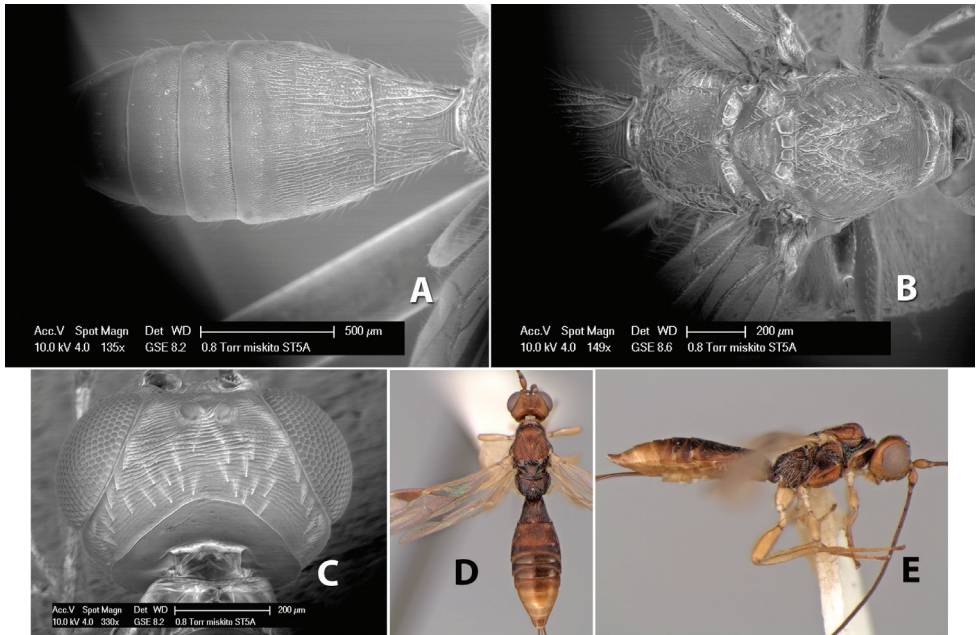 A
Acc.V Spot Magn Det WD 500 µm
10.0 kV 4.0 135x GSE 8.2 0.8 Torr miskito ST5A
B
Acc.V Spot Magn Det WD 200 µm
10.0 kV 4.0 149x GSE 8.6 0.8 Torr miskito ST5A
C
Acc.V Spot Magn Det WD 200 µm
10.0 kV 4.0 330x GSE 8.2 0.8 Torr miskito ST5A
D
E